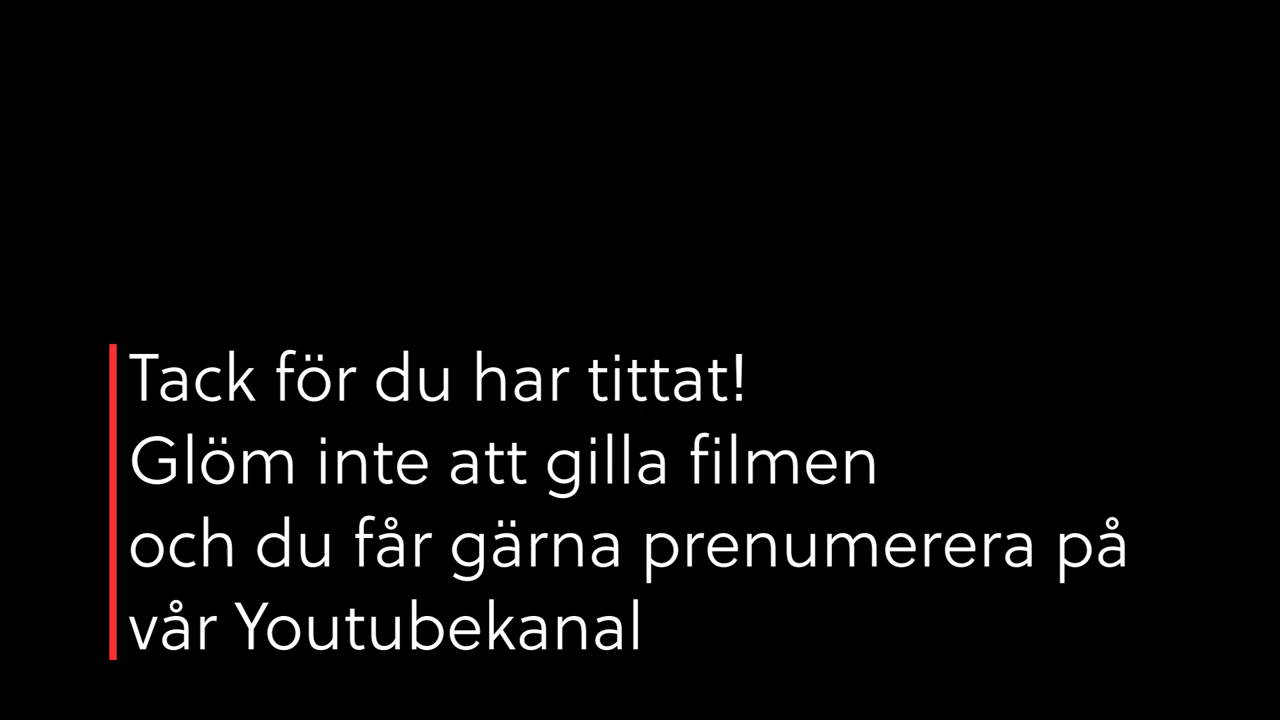 Tack för du har tittat!
Glöm inte att gilla filmen
och du får gärna prenumerera på
vår Youtubekanal